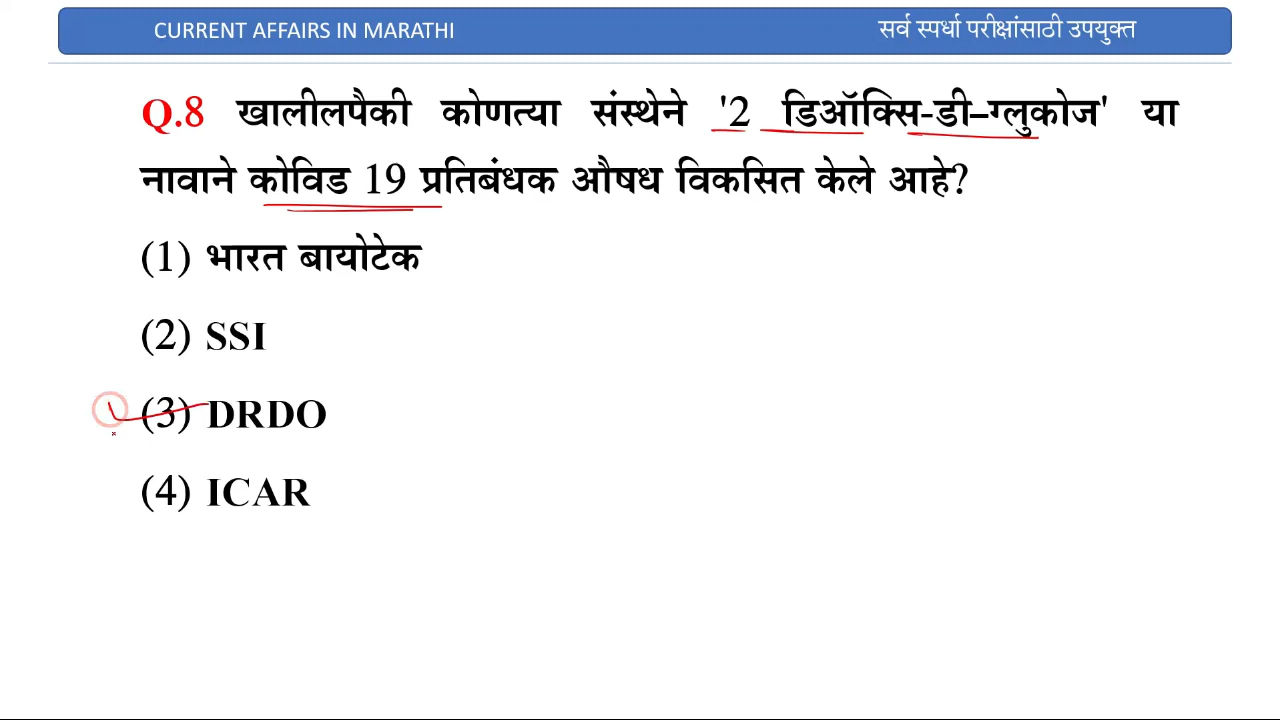 CURRENT AFFAIRS IN MARATHI
सर्व स्पर्धा परीक्षांसाठी उपयुक्त
Q.8 खालीलपैकी कोणत्या संस्थेने '2 डिऑक्सि-डी–ग्लुकोज' या
नावाने कोविड 19 प्रतिबंधक औषध विकसित केले आहे?
(1) भारत बायोटेक
(2) SSI
(3) DRDO
(4) ICAR